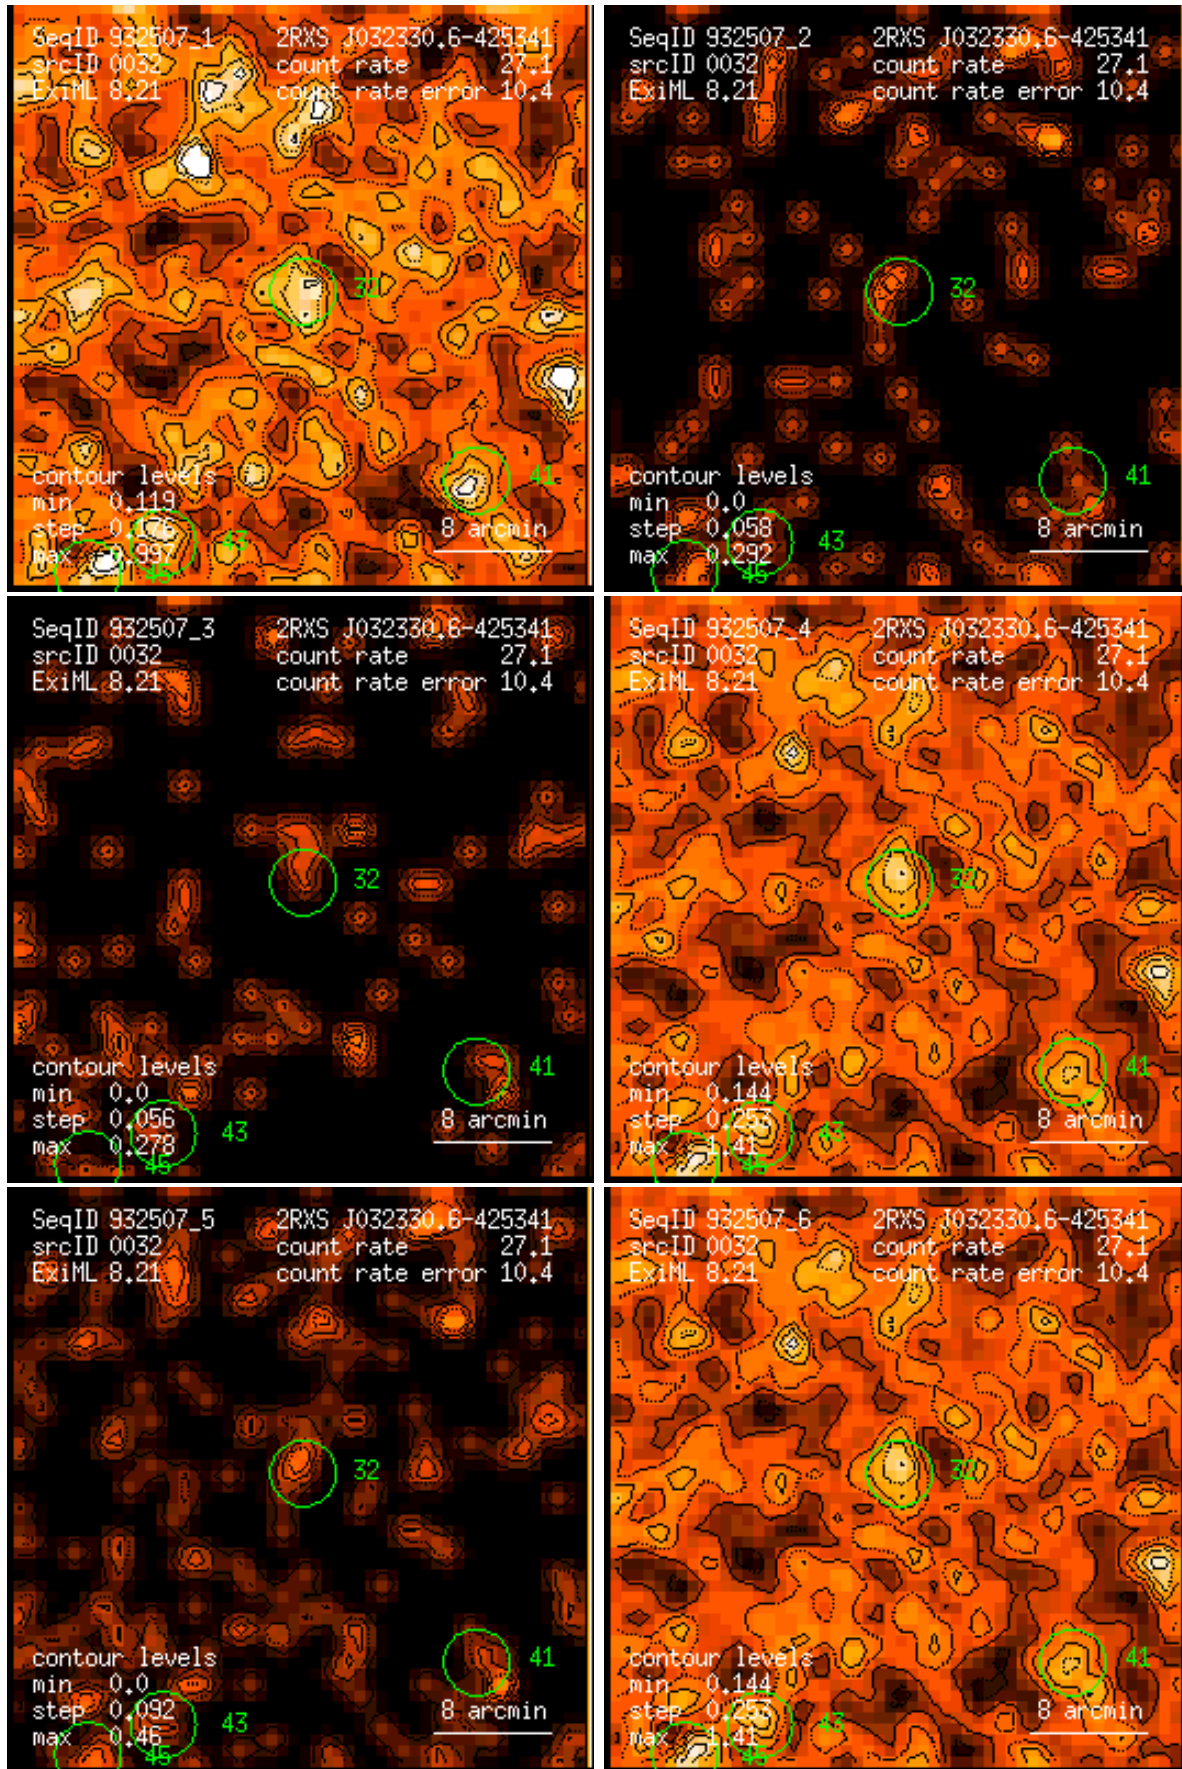 SeqID 932507_1 2RXS J032330.6-425341
srcID 0032 count rate 27.1
ExiML 8.21 count rate error 10.4
32
contour levels
41
min 0.119
step 0.176
8 arcmin
43
max 0.997
45
SeqID 932507_2 2RXS J032330.6-425341
srcID 0032 count rate 27.1
ExiML 8.21 count rate error 10.4
32
contour levels
41
min 0.0
step 0.058
8 arcmin
43
max 0.292
45
SeqID 932507_3 2RXS J032330.6-425341
srcID 0032 count rate 27.1
ExiML 8.21 count rate error 10.4
32
contour levels
41
min 0.0
step 0.056
8 arcmin
43
max 0.278
45
SeqID 932507_4 2RXS J032330.6-425341
srcID 0032 count rate 27.1
ExiML 8.21 count rate error 10.4
32
contour levels
41
min 0.144
step 0.253
8 arcmin
43
max 1.41
45
SeqID 932507_5 2RXS J032330.6-425341
srcID 0032 count rate 27.1
ExiML 8.21 count rate error 10.4
32
contour levels
41
min 0.0
step 0.092
8 arcmin
43
max 0.46
45
SeqID 932507_6 2RXS J032330.6-425341
srcID 0032 count rate 27.1
ExiML 8.21 count rate error 10.4
32
contour levels
41
min 0.144
step 0.253
8 arcmin
43
max 1.41
45